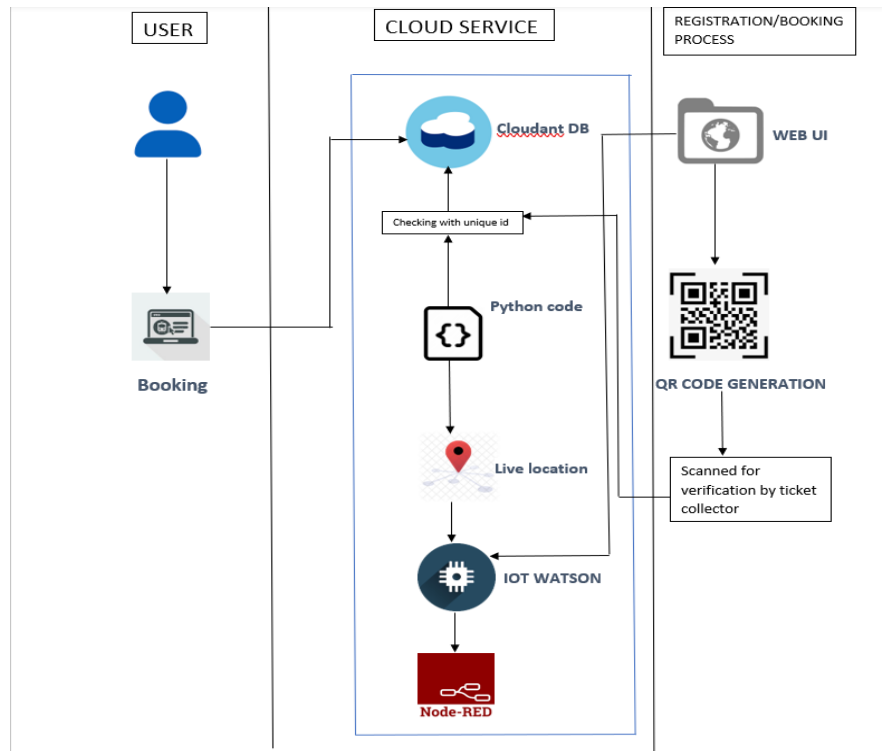 USER
CLOUD SERVICE
REGISTRATION/BOOKING
PROCESS
Cloudant DB
WEB UI
Checking with unique id
Python code
Booking
QR CODE GENERATION
Live location
Scanned for
verification by ticket
collector
IOT WATSON
Node-RED